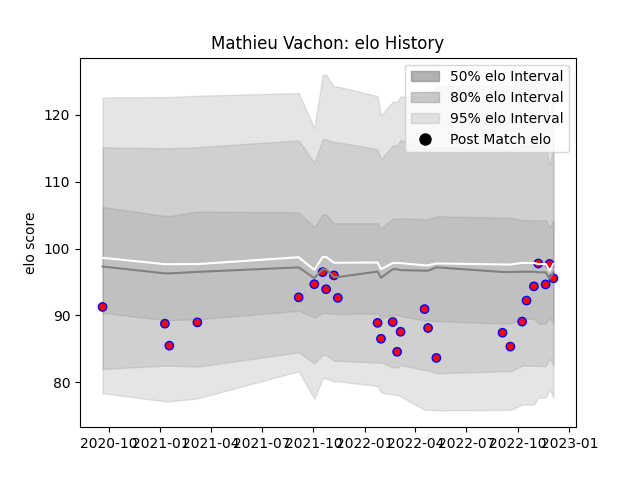 Mathieu Vachon: elo History
50% elo Interval
80% elo Interval
95% elo Interval
Post Match elo
elo score
120
110
100
90
80
2020-10 2021-01 2021-04 2021-07 2021-10 2022-01 2022-04 2022-07 2022-10 2023-01